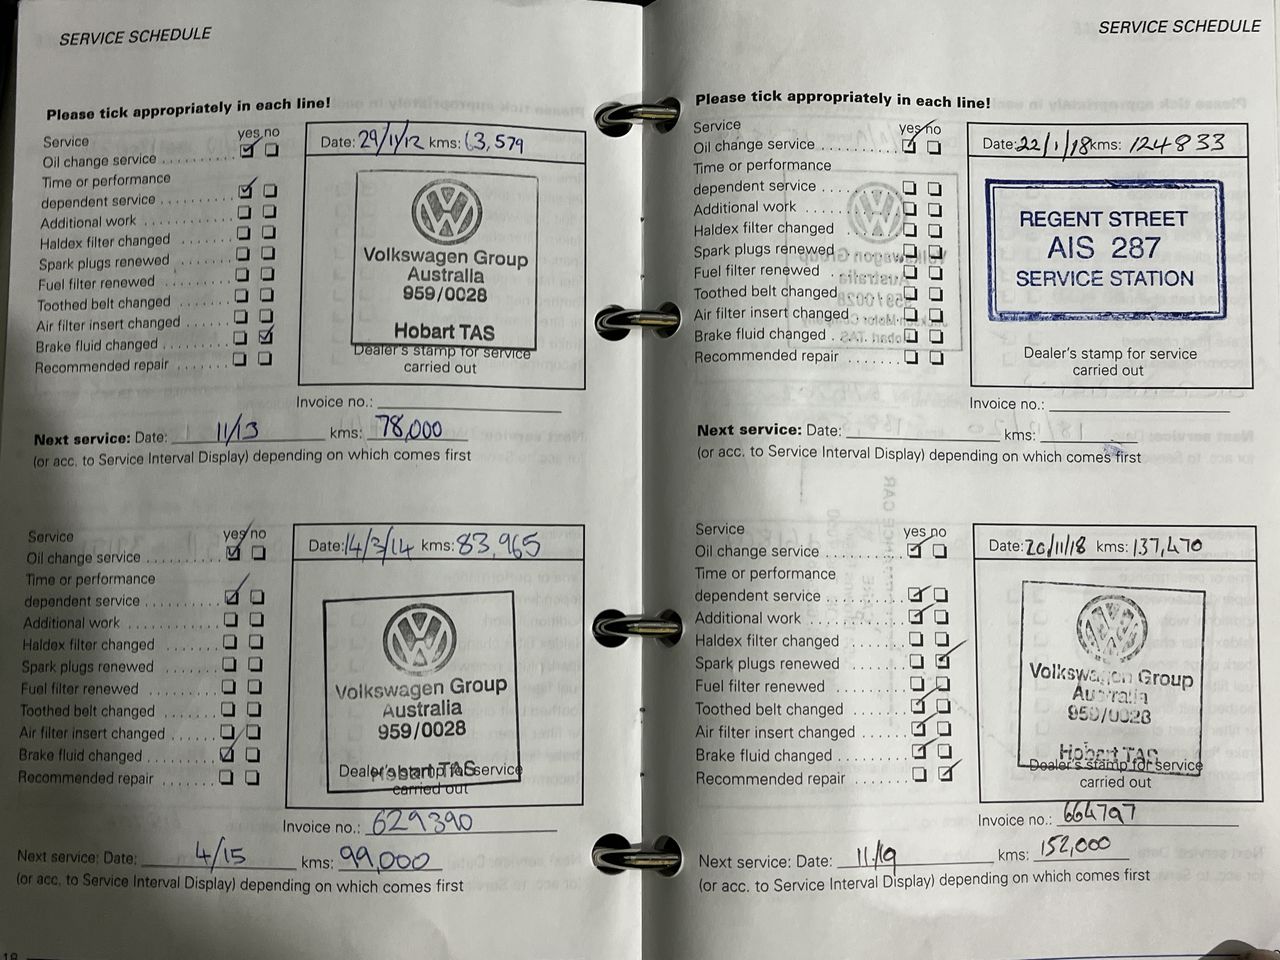 SERVICE SCHEDULE
Please tick appropriately in each line!
Service yes no
Oil change service
Time or performance
dependent service
Additional work
Haldex filter changed
Spark plugs renewed
Fuel filter renewed
Toothed belt changed
Air filter insert changed
Brake fluid changed
Recommended repair
Date: 29/11/12 kms: 63,579
Volkswagen Group
Australia
959/0028
Hobart TAS
Dealer's stamp for service
carried out
Invoice no.:
Next service: Date: 11/13 kms: 78,000
(or acc. to Service Interval Display) depending on which comes first
Service yes no
Oil change service
Time or performance
dependent service
Additional work
Haldex filter changed
Spark plugs renewed
Fuel filter renewed
Toothed belt changed
Air filter insert changed
Brake fluid changed
Recommended repair
Date: 14/3/14 kms: 83,965
Volkswagen Group
Australia
959/0028
Hobart TAS
Dealer's stamp for service
carried out
Invoice no.: 629390
Next service: Date: 4/15 kms: 99,000
(or acc. to Service Interval Display) depending on which comes first
SERVICE SCHEDULE
Please tick appropriately in each line!
Service yes no
Oil change service
Time or performance
dependent service
Additional work
Haldex filter changed
Spark plugs renewed
Fuel filter renewed
Toothed belt changed
Air filter insert changed
Brake fluid changed
Recommended repair
Date: 22/1/18 kms: 124833
REGENT STREET
AIS 287
SERVICE STATION
Dealer's stamp for service
carried out
Invoice no.:
Next service: Date: kms:
(or acc. to Service Interval Display) depending on which comes first
Service yes no
Oil change service
Time or performance
dependent service
Additional work
Haldex filter changed
Spark plugs renewed
Fuel filter renewed
Toothed belt changed
Air filter insert changed
Brake fluid changed
Recommended repair
Date: 20/11/18 kms: 137,470
Volkswagen Group
Australia
959/0028
Hobart TAS
Dealer's stamp for service
carried out
Invoice no.: 664797
Next service: Date: 11/19 kms: 152,000
(or acc. to Service Interval Display) depending on which comes first